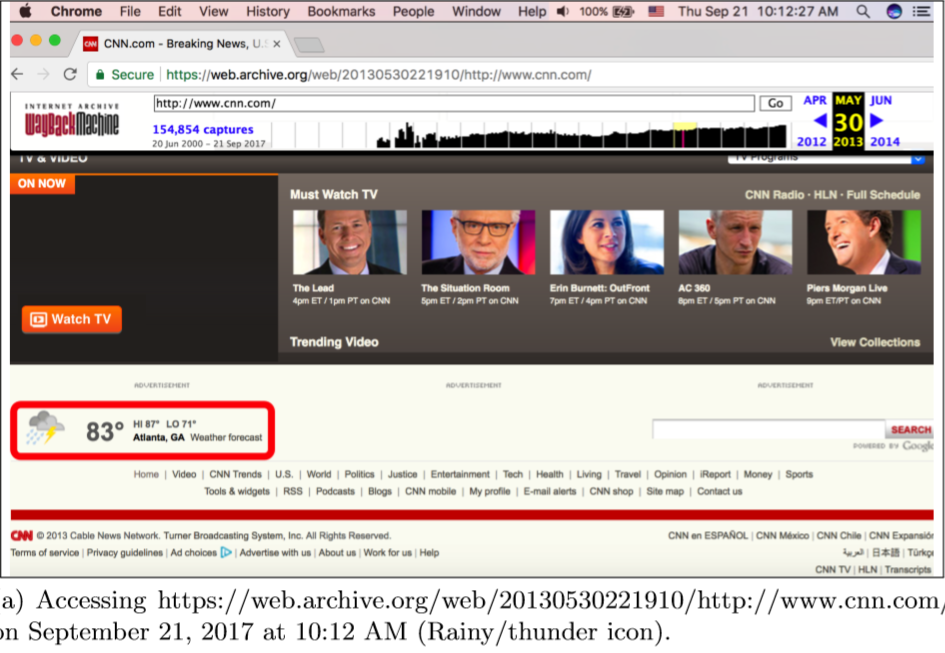 Chrome File Edit View History Bookmarks People Window Help 100% Thu Sep 21 10:12:27 AM
CNN CNN.com - Breaking News, U.S ×
Secure https://web.archive.org/web/20130530221910/http://www.cnn.com/
INTERNET ARCHIVE
WayBackMachine
http://www.cnn.com/ Go
APR MAY JUN
154,854 captures
20 Jun 2000 – 21 Sep 2017
30
2012 2013 2014
TV & VIDEO
TV Programs
ON NOW
Must Watch TV
CNN Radio · HLN · Full Schedule
The Lead
4pm ET / 1pm PT on CNN
The Situation Room
5pm ET / 2pm PT on CNN
Erin Burnett: OutFront
7pm ET / 4pm PT on CNN
AC 360
8pm ET / 5pm PT on CNN
Piers Morgan Live
9pm ET/PT on CNN
Watch TV
Trending Video
View Collections
ADVERTISEMENT ADVERTISEMENT ADVERTISEMENT
83° HI 87° LO 71°
Atlanta, GA Weather forecast
SEARCH
POWERED BY Google
Home | Video | CNN Trends | U.S. | World | Politics | Justice | Entertainment | Tech | Health | Living | Travel | Opinion | iReport | Money | Sports
Tools & widgets | RSS | Podcasts | Blogs | CNN mobile | My profile | E-mail alerts | CNN shop | Site map | Contact us
CNN © 2013 Cable News Network. Turner Broadcasting System, Inc. All Rights Reserved.
Terms of service | Privacy guidelines | Ad choices | Advertise with us | About us | Work for us | Help
CNN en ESPAÑOL | CNN México | CNN Chile | CNN Expansión
العربية | 日本語 | Türkçe
CNN TV | HLN | Transcripts
a) Accessing https://web.archive.org/web/20130530221910/http://www.cnn.com/
on September 21, 2017 at 10:12 AM (Rainy/thunder icon).